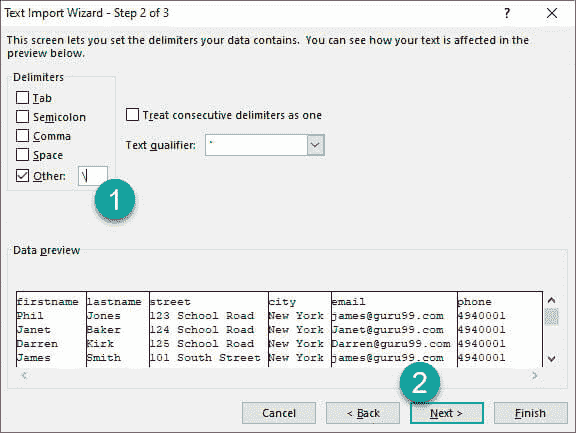 Text Import Wizard - Step 2 of 3 ? ×
This screen lets you set the delimiters your data contains. You can see how your text is affected in the
preview below.
Delimiters
Tab
Semicolon
Treat consecutive delimiters as one
Comma
Text qualifier: "
Space
Other: \
1
Data preview
firstname lastname street city email phone
Phil Jones 123 School Road New York james@guru99.com 4940001
Janet Baker 124 School Road New York Janet@guru99.com 4940001
Darren Kirk 125 School Road New York Darren@guru99.com 4940001
James Smith 101 South Street New York james@guru99.com 4940001
2
Cancel < Back Next > Finish